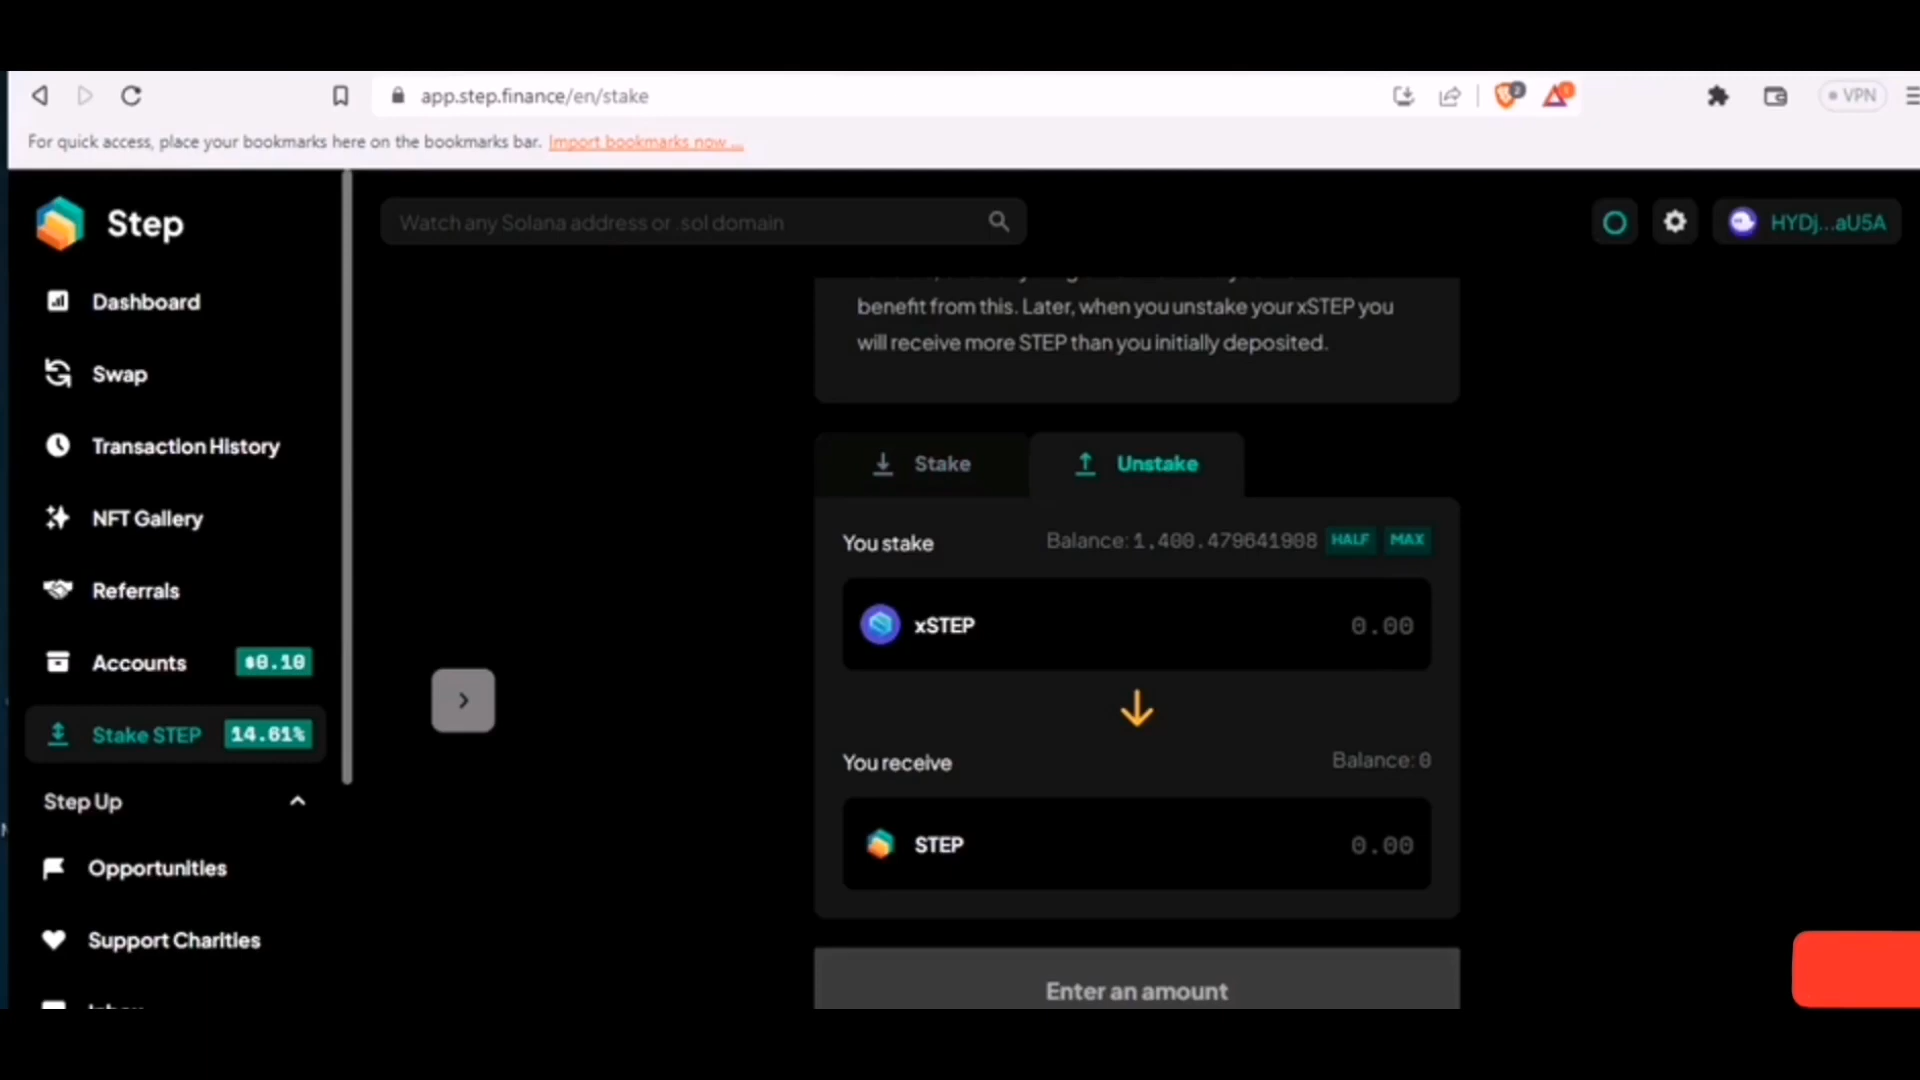 app.step.finance/en/stake
VPN
For quick access, place your bookmarks here on the bookmarks bar. Import bookmarks now ...
Step
Watch any Solana address or .sol domain
HYDj...aU5A
Dashboard
Swap
Transaction History
NFT Gallery
Referrals
Accounts $0.10
Stake STEP 14.61%
Step Up
Opportunities
Support Charities
benefit from this. Later, when you unstake your xSTEP you
will receive more STEP than you initially deposited.
Stake Unstake
You stake Balance: 1,400.479641908 HALF MAX
xSTEP 0.00
You receive Balance: 0
STEP 0.00
Enter an amount